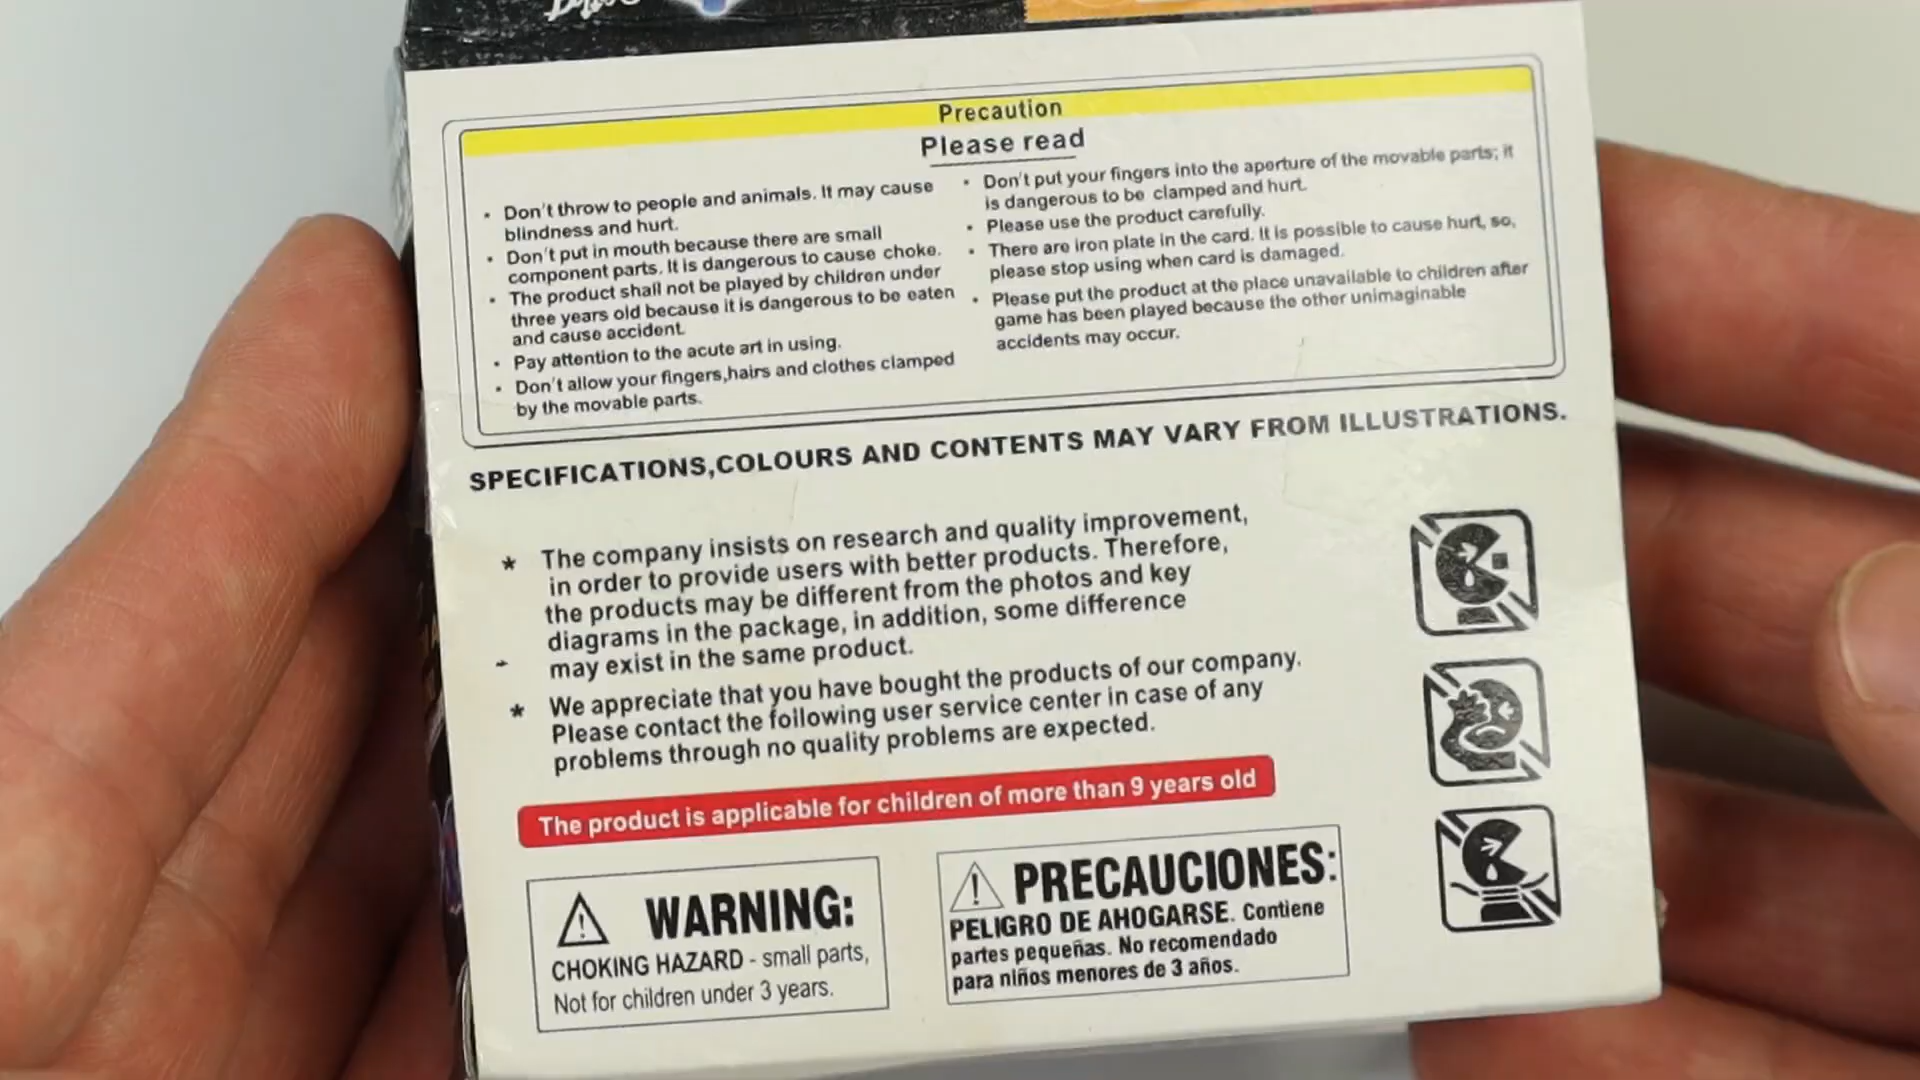 Precaution
Please read
• Don't throw to people and animals. It may cause
blindness and hurt.
• Don't put in mouth because there are small
component parts. It is dangerous to cause choke.
• The product shall not be played by children under
three years old because it is dangerous to be eaten
and cause accident.
• Pay attention to the acute art in using.
• Don't allow your fingers,hairs and clothes clamped
by the movable parts.
• Don't put your fingers into the aperture of the movable parts; it
is dangerous to be clamped and hurt.
• Please use the product carefully.
• There are iron plate in the card. It is possible to cause hurt, so,
please stop using when card is damaged.
• Please put the product at the place unavailable to children after
game has been played because the other unimaginable
accidents may occur.
SPECIFICATIONS,COLOURS AND CONTENTS MAY VARY FROM ILLUSTRATIONS.
* The company insists on research and quality improvement,
in order to provide users with better products. Therefore,
the products may be different from the photos and key
diagrams in the package, in addition, some difference
may exist in the same product.
* We appreciate that you have bought the products of our company.
Please contact the following user service center in case of any
problems through no quality problems are expected.
The product is applicable for children of more than 9 years old
WARNING:
CHOKING HAZARD - small parts,
Not for children under 3 years.
PRECAUCIONES:
PELIGRO DE AHOGARSE. Contiene
partes pequeñas. No recomendado
para niños menores de 3 años.